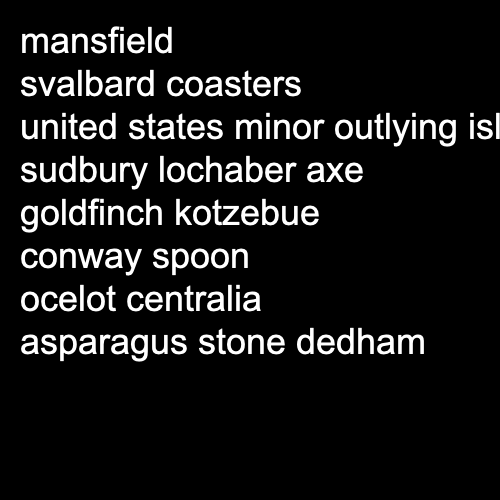 mansfield
svalbard coasters
united states minor outlying
sudbury lochaber axe
goldfinch kotzebue
conway spoon
ocelot centralia
asparagus stone dedham